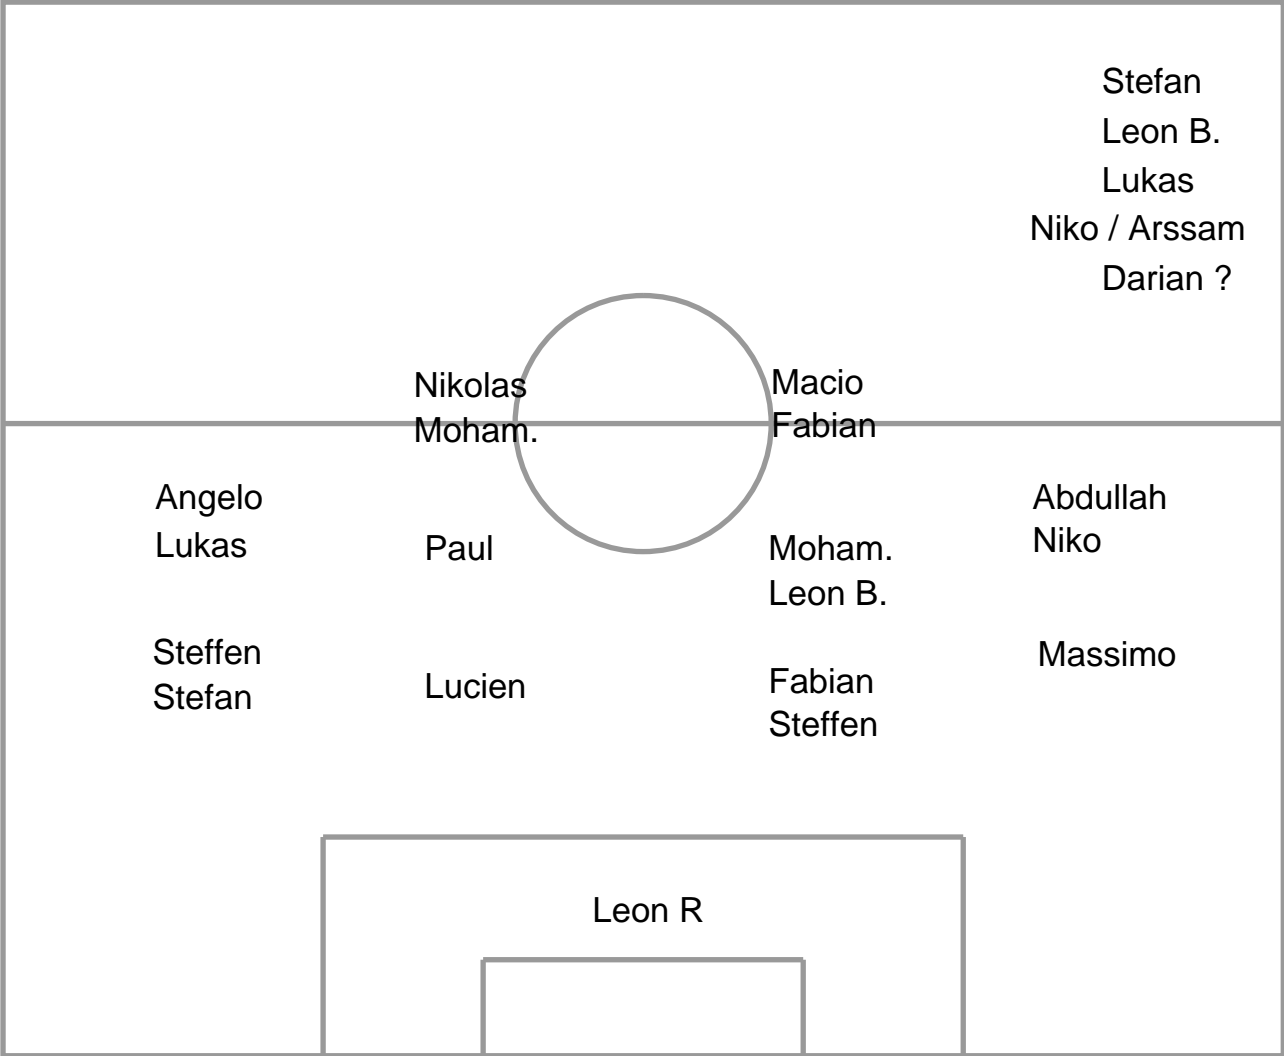 Stefan
Leon B.
Lukas
Niko / Arssam
Darian ?
Nikolas
Moham.
Macio
Fabian
Angelo
Lukas
Paul
Moham.
Leon B.
Abdullah
Niko
Steffen
Stefan
Lucien
Fabian
Steffen
Massimo
Leon R